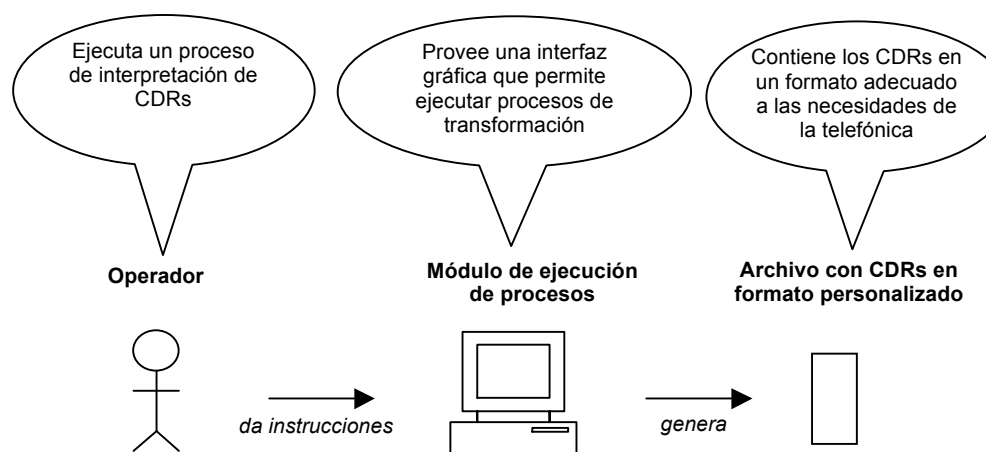 Ejecuta un proceso
de interpretación de
CDRs
Provee una interfaz
gráfica que permite
ejecutar procesos de
transformación
Contiene los CDRs en
un formato adecuado
a las necesidades de
la telefónica
Operador
Módulo de ejecución
de procesos
Archivo con CDRs en
formato personalizado
da instrucciones
genera